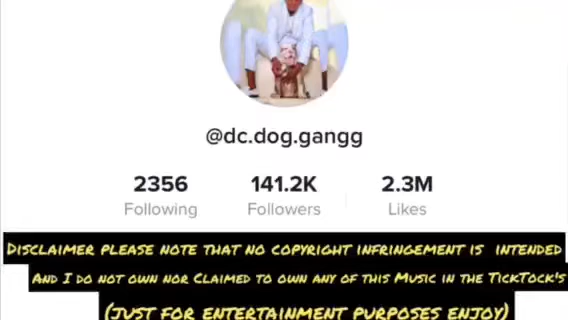 @dc.dog.gangg
2356 141.2K 2.3M
Following Followers Likes
Disclaimer please note that no copyright infringement is intended
And I do not own nor Claimed to own any of this Music in the TickTock's
(just for entertainment purposes enjoy)